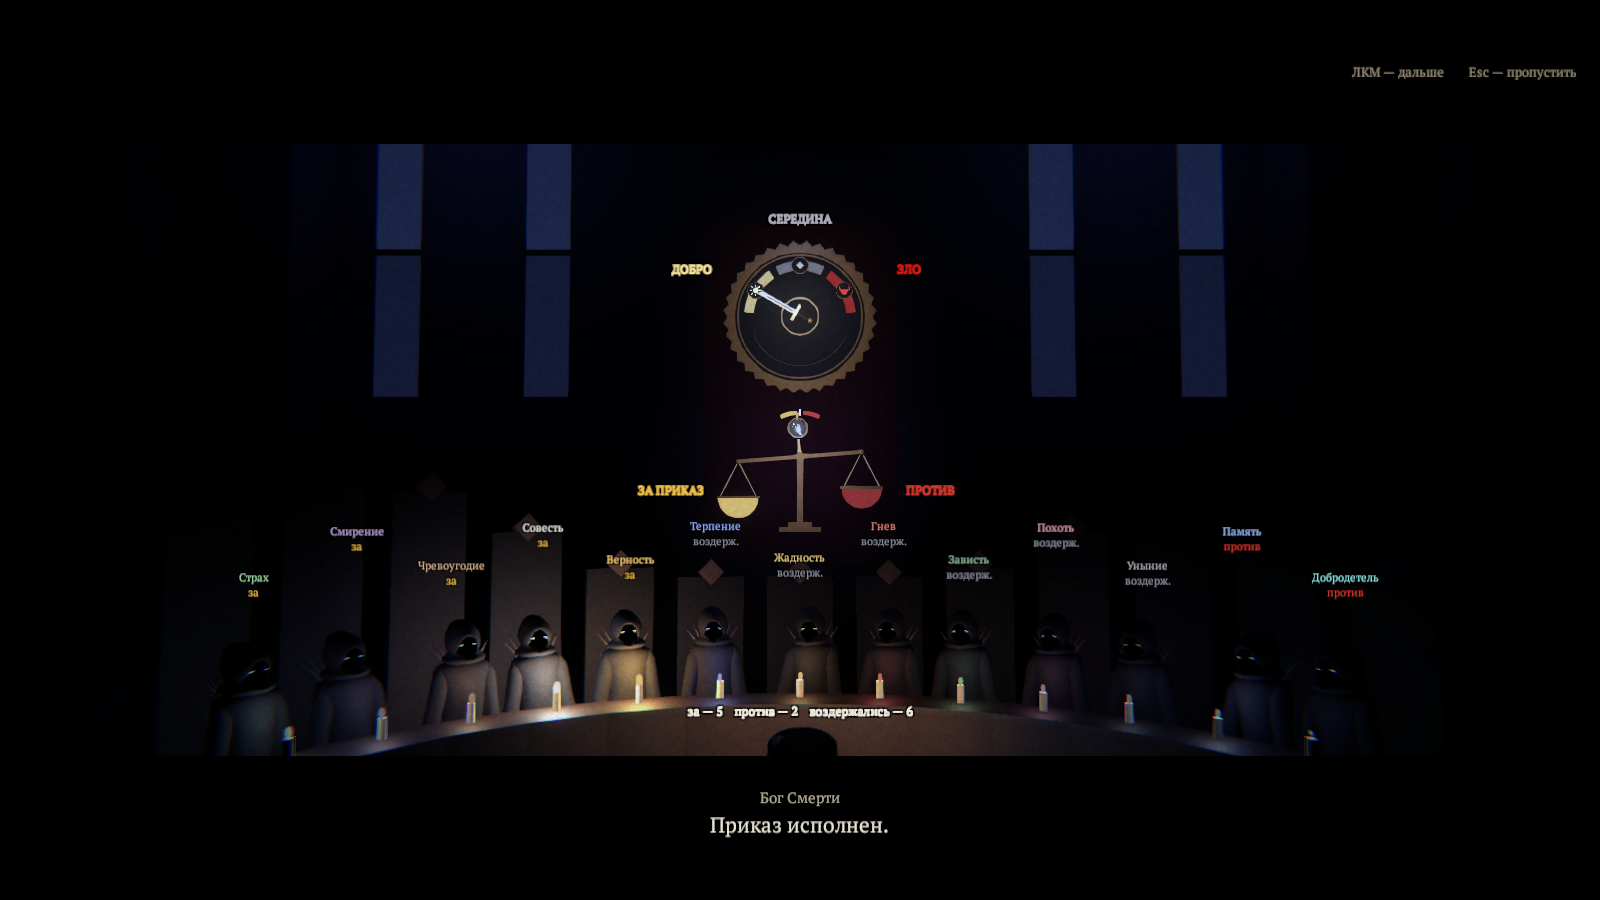 ЛКМ — дальше Esc — пропустить
СЕРЕДИНА
ДОБРО
ЗЛО
ЗА ПРИКАЗ
ПРОТИВ
Страх
за
Смирение
за
Чревоугодие
за
Совесть
за
Верность
за
Терпение
воздерж.
Жадность
воздерж.
Гнев
воздерж.
Зависть
воздерж.
Похоть
воздерж.
Уныние
воздерж.
Память
против
Добродетель
против
за — 5 против — 2 воздержались — 6
Бог Смерти
Приказ исполнен.